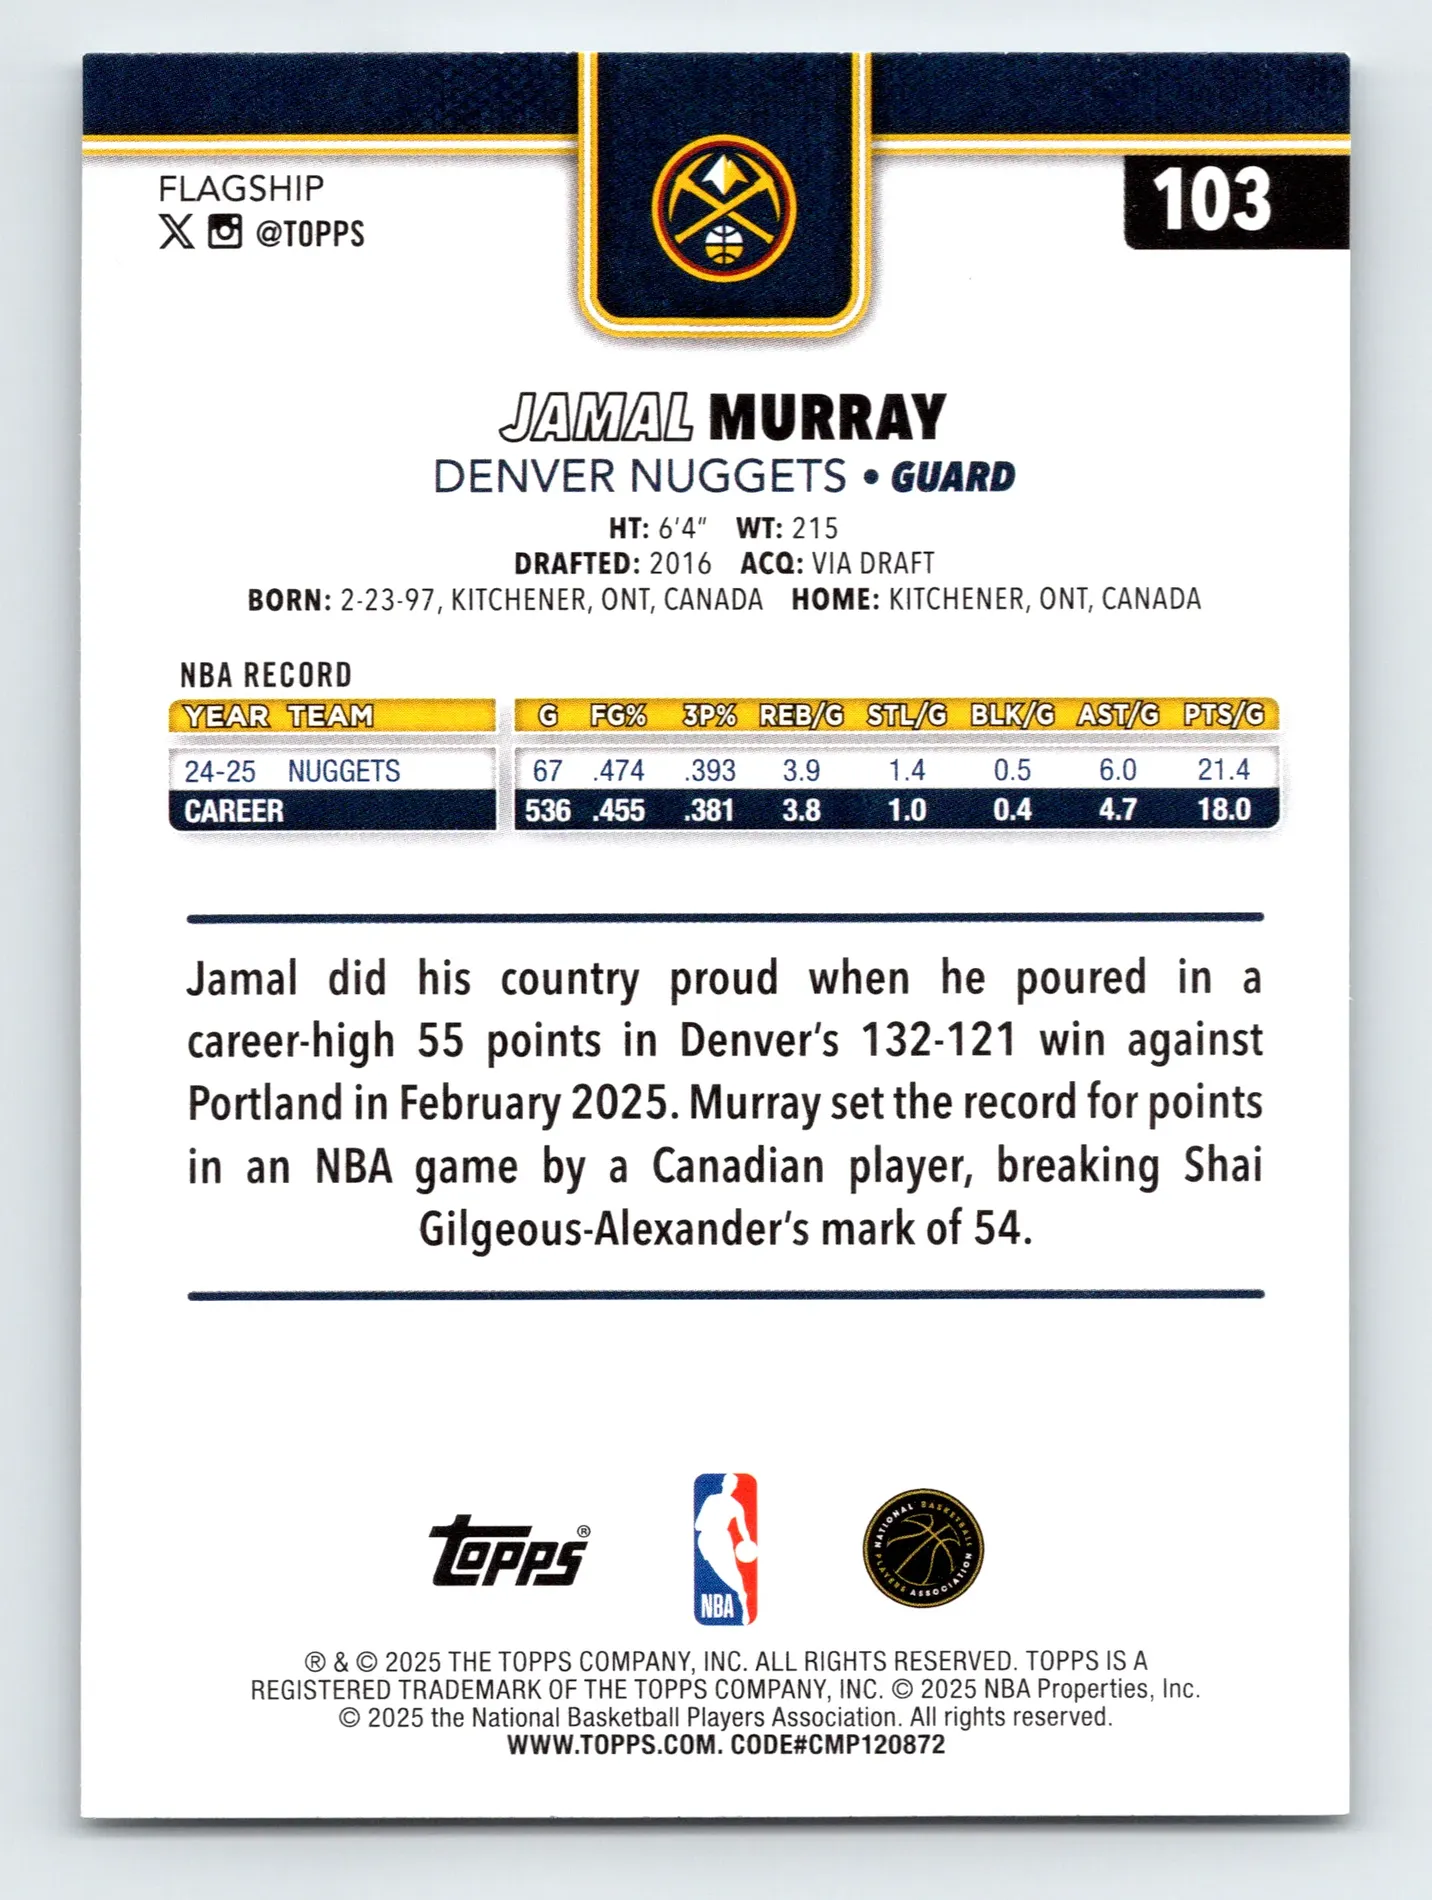 FLAGSHIP
@TOPPS
103
JAMAL MURRAY
DENVER NUGGETS • GUARD
HT: 6'4" WT: 215
DRAFTED: 2016 ACQ: VIA DRAFT
BORN: 2-23-97, KITCHENER, ONT, CANADA HOME: KITCHENER, ONT, CANADA
NBA RECORD
YEAR TEAM G FG% 3P% REB/G STL/G BLK/G AST/G PTS/G
24-25 NUGGETS 67 .474 .393 3.9 1.4 0.5 6.0 21.4
CAREER 536 .455 .381 3.8 1.0 0.4 4.7 18.0
Jamal did his country proud when he poured in a
career-high 55 points in Denver's 132-121 win against
Portland in February 2025. Murray set the record for points
in an NBA game by a Canadian player, breaking Shai
Gilgeous-Alexander's mark of 54.
topps®
NBA
NATIONAL BASKETBALL PLAYERS ASSOCIATION
® & © 2025 THE TOPPS COMPANY, INC. ALL RIGHTS RESERVED. TOPPS IS A
REGISTERED TRADEMARK OF THE TOPPS COMPANY, INC. © 2025 NBA Properties, Inc.
© 2025 the National Basketball Players Association. All rights reserved.
WWW.TOPPS.COM. CODE#CMP120872